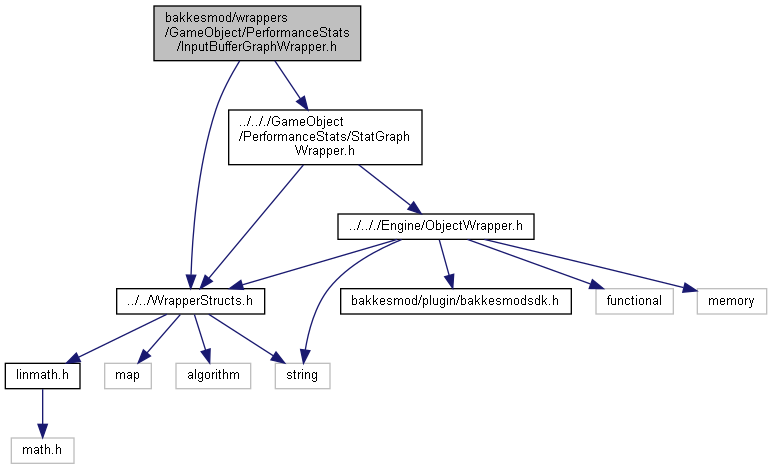 bakkesmod/wrappers
/GameObject/PerformanceStats
/InputBufferGraphWrapper.h
../.././GameObject
/PerformanceStats/StatGraph
Wrapper.h
../.././Engine/ObjectWrapper.h
../../WrapperStructs.h
bakkesmod/plugin/bakkesmodsdk.h
functional
memory
linmath.h
map
algorithm
string
math.h